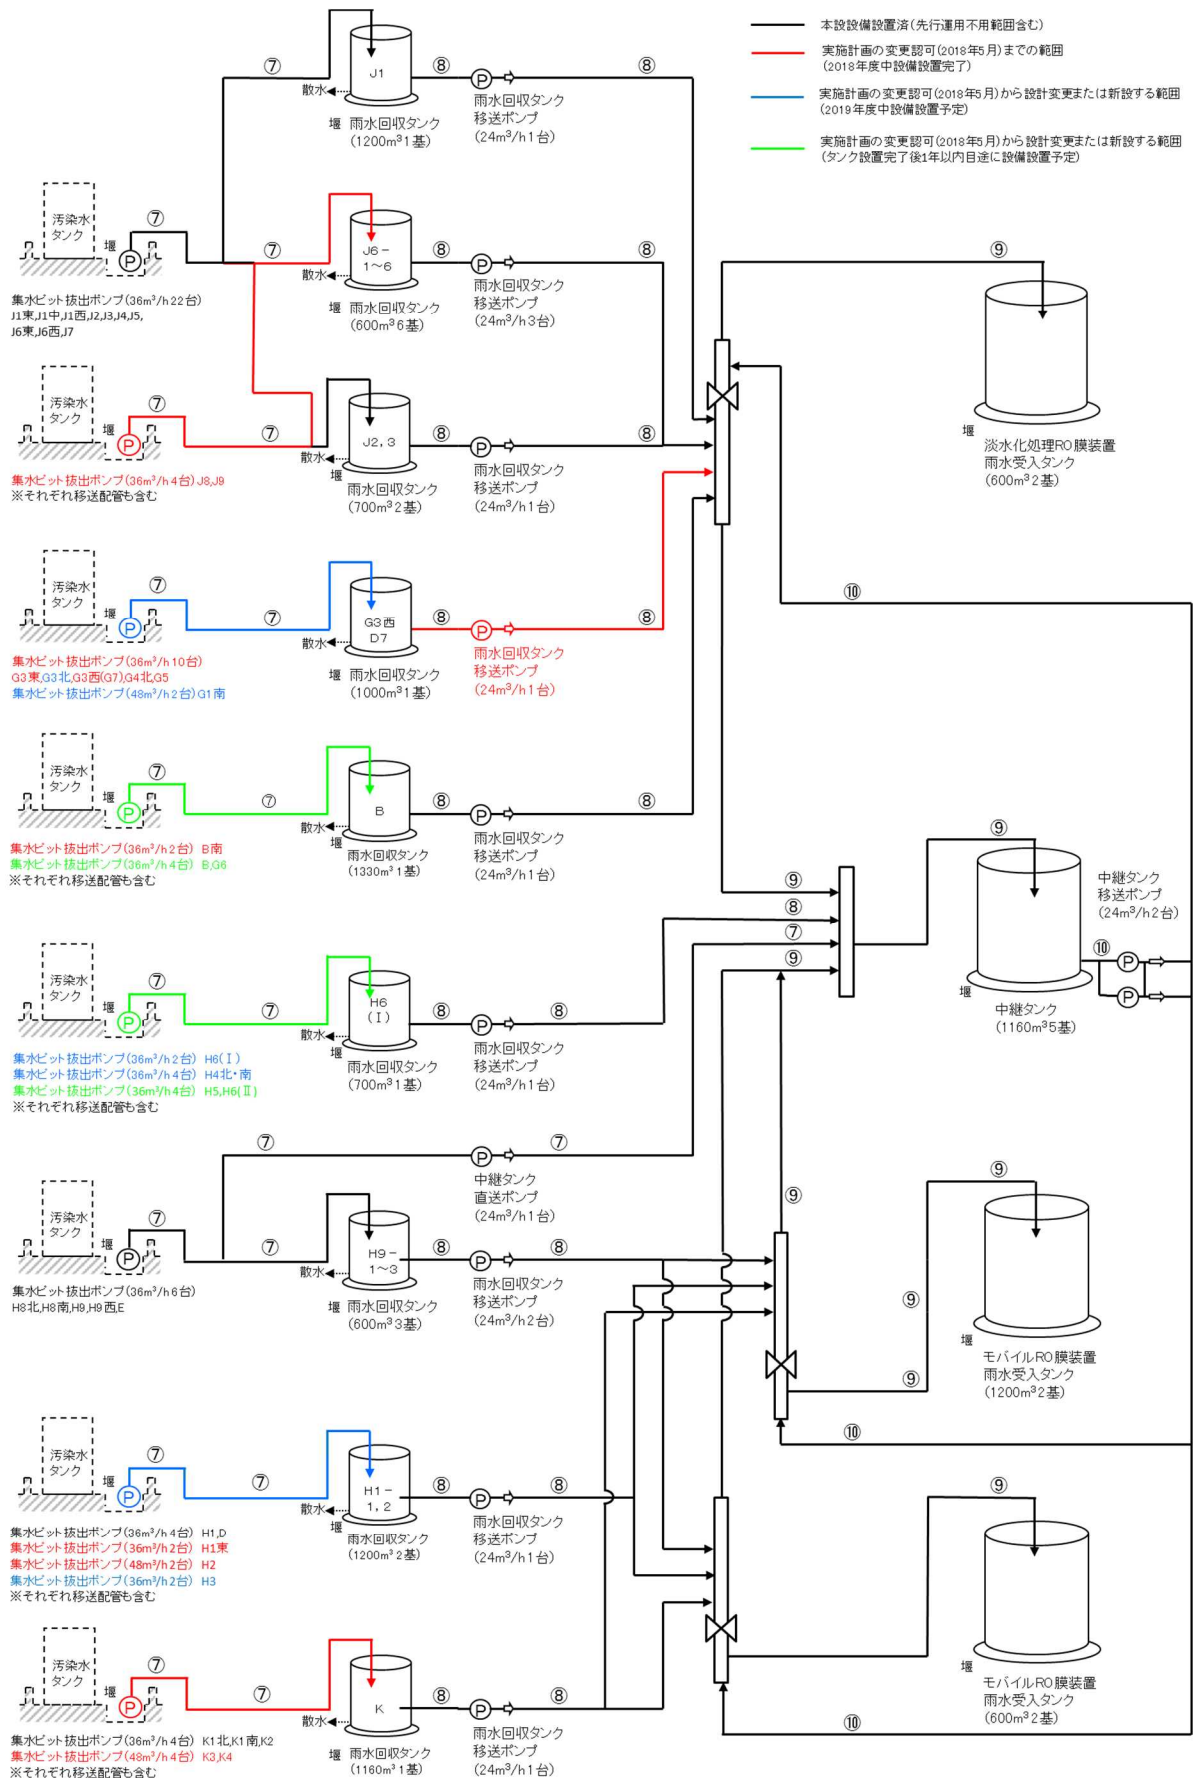 本設設備設置済(先行運用不用範囲含む)
実施計画の変更認可(2018年5月)までの範囲
(2018年度中設備設置完了)
実施計画の変更認可(2018年5月)から設計変更または新設する範囲
(2019年度中設備設置予定)
実施計画の変更認可(2018年5月)から設計変更または新設する範囲
(タンク設置完了後1年以内目途に設備設置予定)
⑦
J1
散水
堰 雨水回収タンク
(1200m³1基)
⑧
P
雨水回収タンク
移送ポンプ
(24m³/h1台)
⑧
汚染水
タンク
堰
P
⑦
集水ピット抜出ポンプ(36m³/h22台)
J1東,J1中,J1西,J2,J3,J4,J5,
J6東,J6西,J7
⑦
J6-
1～6
散水
堰 雨水回収タンク
(600m³6基)
⑧
P
雨水回収タンク
移送ポンプ
(24m³/h3台)
⑧
汚染水
タンク
堰
P
⑦
集水ピット抜出ポンプ(36m³/h4台)J8,J9
※それぞれ移送配管も含む
⑦
J2,3
散水
堰
雨水回収タンク
(700m³2基)
⑧
P
雨水回収タンク
移送ポンプ
(24m³/h1台)
⑧
⑨
堰
淡水化処理RO膜装置
雨水受入タンク
(600m³2基)
⑩
汚染水
タンク
堰
P
⑦
集水ピット抜出ポンプ(36m³/h10台)
G3東,G3北,G3西(G7),G4北,G5
集水ピット抜出ポンプ(48m³/h2台)G1南
⑦
G3西
D7
散水
堰 雨水回収タンク
(1000m³1基)
⑧
P
雨水回収タンク
移送ポンプ
(24m³/h1台)
⑧
汚染水
タンク
堰
P
⑦
集水ピット抜出ポンプ(36m³/h2台) B南
集水ピット抜出ポンプ(36m³/h4台) B,G6
※それぞれ移送配管も含む
⑦
B
散水
堰
雨水回収タンク
(1330m³1基)
⑧
P
雨水回収タンク
移送ポンプ
(24m³/h1台)
⑧
⑨
⑧
⑦
⑨
⑨
堰
中継タンク
(1160m³5基)
中継タンク
移送ポンプ
(24m³/h2台)
⑩
P
P
汚染水
タンク
堰
P
⑦
集水ピット抜出ポンプ(36m³/h2台) H6(Ⅰ)
集水ピット抜出ポンプ(36m³/h4台) H4北・南
集水ピット抜出ポンプ(36m³/h4台) H5,H6(Ⅱ)
※それぞれ移送配管も含む
⑦
H6
(Ⅰ)
散水
堰
雨水回収タンク
(700m³1基)
⑧
P
雨水回収タンク
移送ポンプ
(24m³/h1台)
⑧
⑦
P
中継タンク
直送ポンプ
(24m³/h1台)
⑦
汚染水
タンク
堰
P
⑦
集水ピット抜出ポンプ(36m³/h6台)
H8北,H8南,H9,H9西,E
⑦
H9-
1～3
散水
堰 雨水回収タンク
(600m³3基)
⑧
P
雨水回収タンク
移送ポンプ
(24m³/h2台)
⑧
⑨
⑨
⑨
⑨
堰
モバイルRO膜装置
雨水受入タンク
(1200m³2基)
⑩
汚染水
タンク
堰
P
⑦
集水ピット抜出ポンプ(36m³/h4台) H1,D
集水ピット抜出ポンプ(36m³/h2台) H1東
集水ピット抜出ポンプ(48m³/h2台) H2
集水ピット抜出ポンプ(36m³/h2台) H3
※それぞれ移送配管も含む
⑦
H1-
1,2
散水
堰
雨水回収タンク
(1200m³2基)
⑧
P
雨水回収タンク
移送ポンプ
(24m³/h1台)
⑧
⑨
堰
モバイルRO膜装置
雨水受入タンク
(600m³2基)
⑩
汚染水
タンク
堰
P
⑦
集水ピット抜出ポンプ(36m³/h4台) K1北,K1南,K2
集水ピット抜出ポンプ(48m³/h4台) K3,K4
※それぞれ移送配管も含む
⑦
K
散水
堰 雨水回収タンク
(1160m³1基)
⑧
P
雨水回収タンク
移送ポンプ
(24m³/h1台)
⑧